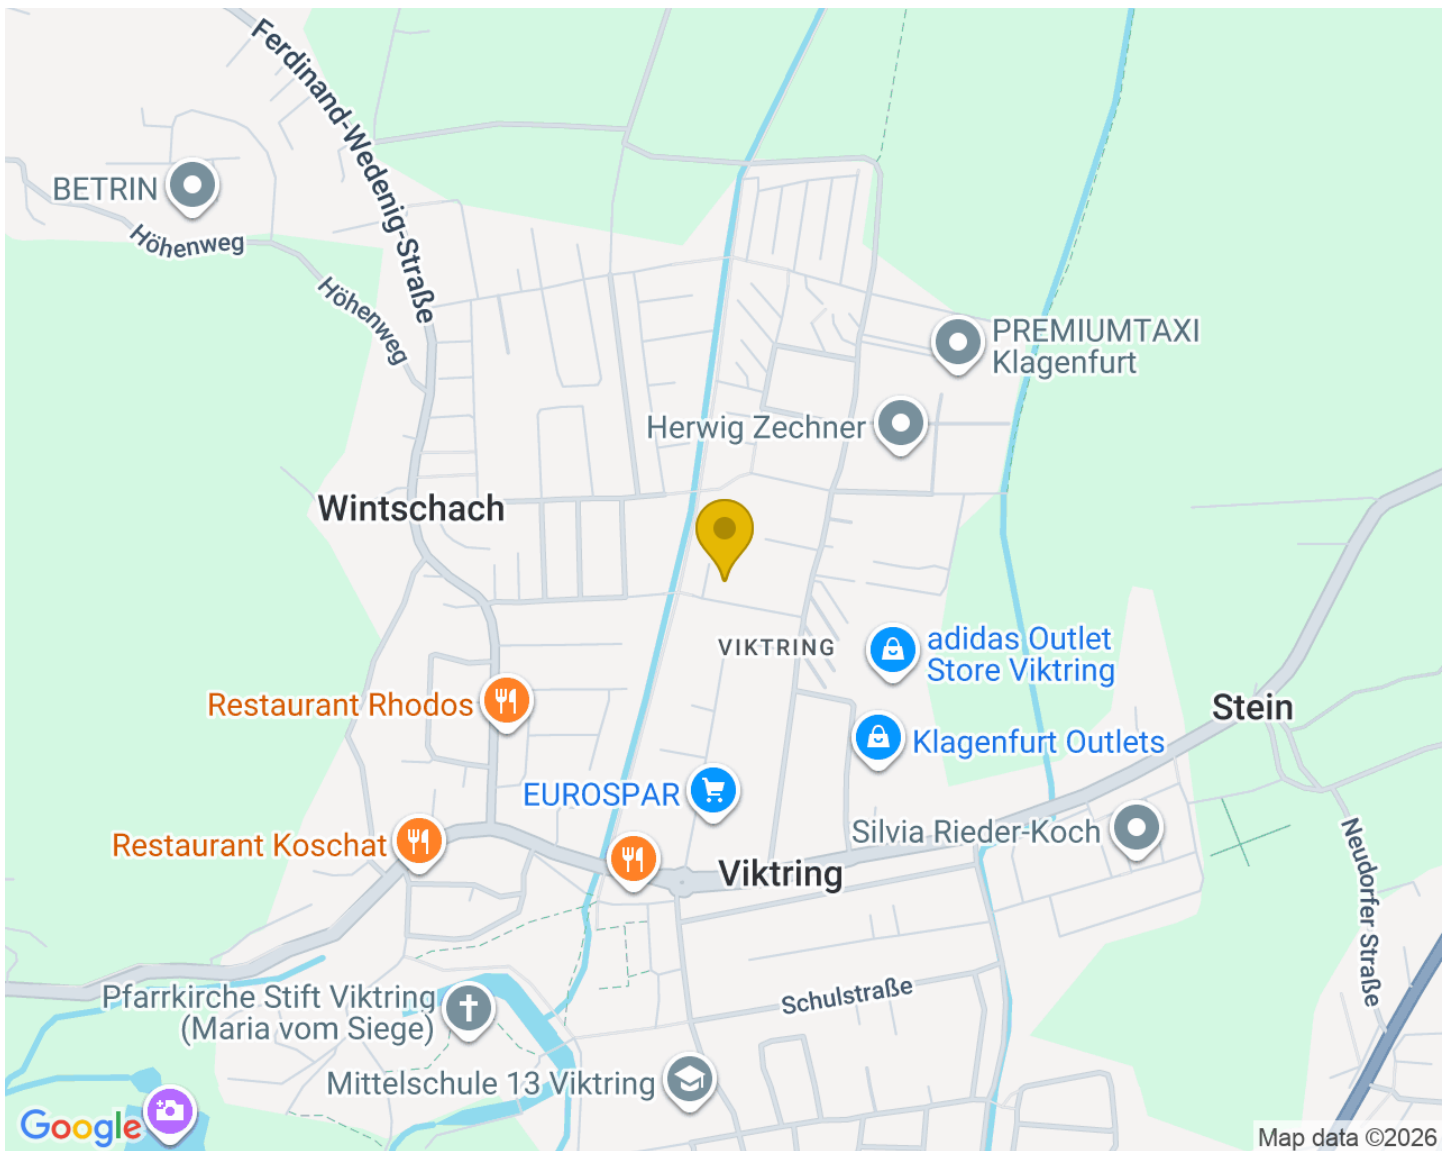 Ferdinand-Wedenig-Straße
BETRIN
Höhenweg
Höhenweg
PREMIUMTAXI
Klagenfurt
Herwig Zechner
Wintschach
VIKTRING
adidas Outlet
Store Viktring
Restaurant Rhodos
Stein
Klagenfurt Outlets
EUROSPAR
Restaurant Koschat
Silvia Rieder-Koch
Viktring
Neudorfer Straße
Schulstraße
Pfarrkirche Stift Viktring
(Maria vom Siege)
Mittelschule 13 Viktring
Google
Map data ©2026